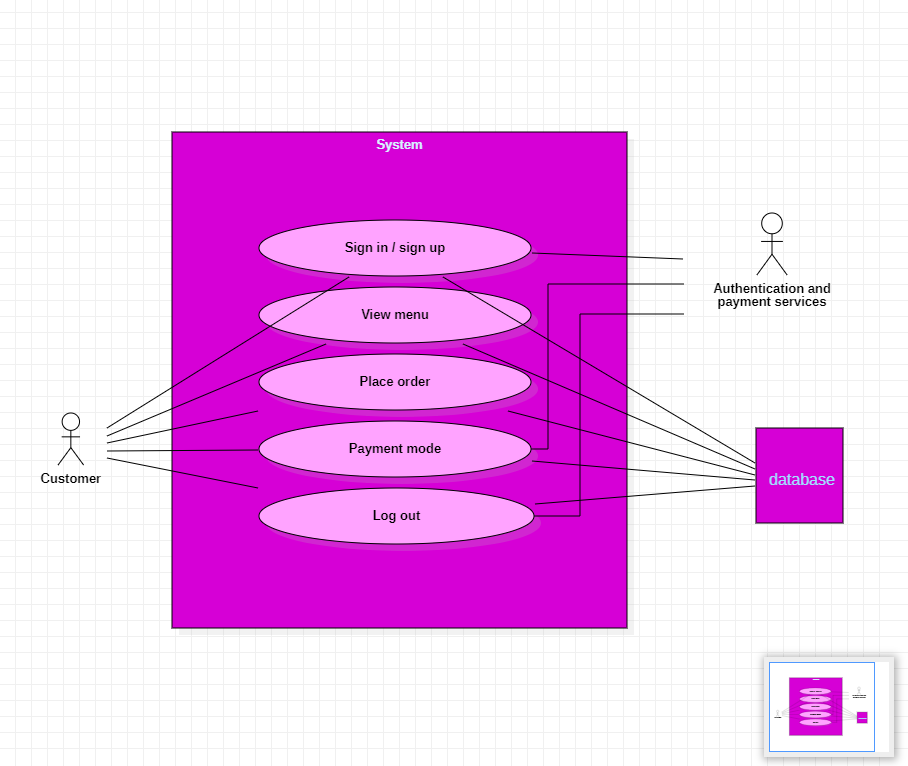 System
Sign in / sign up
View menu
Place order
Payment mode
Log out
Customer
Authentication and
payment services
database